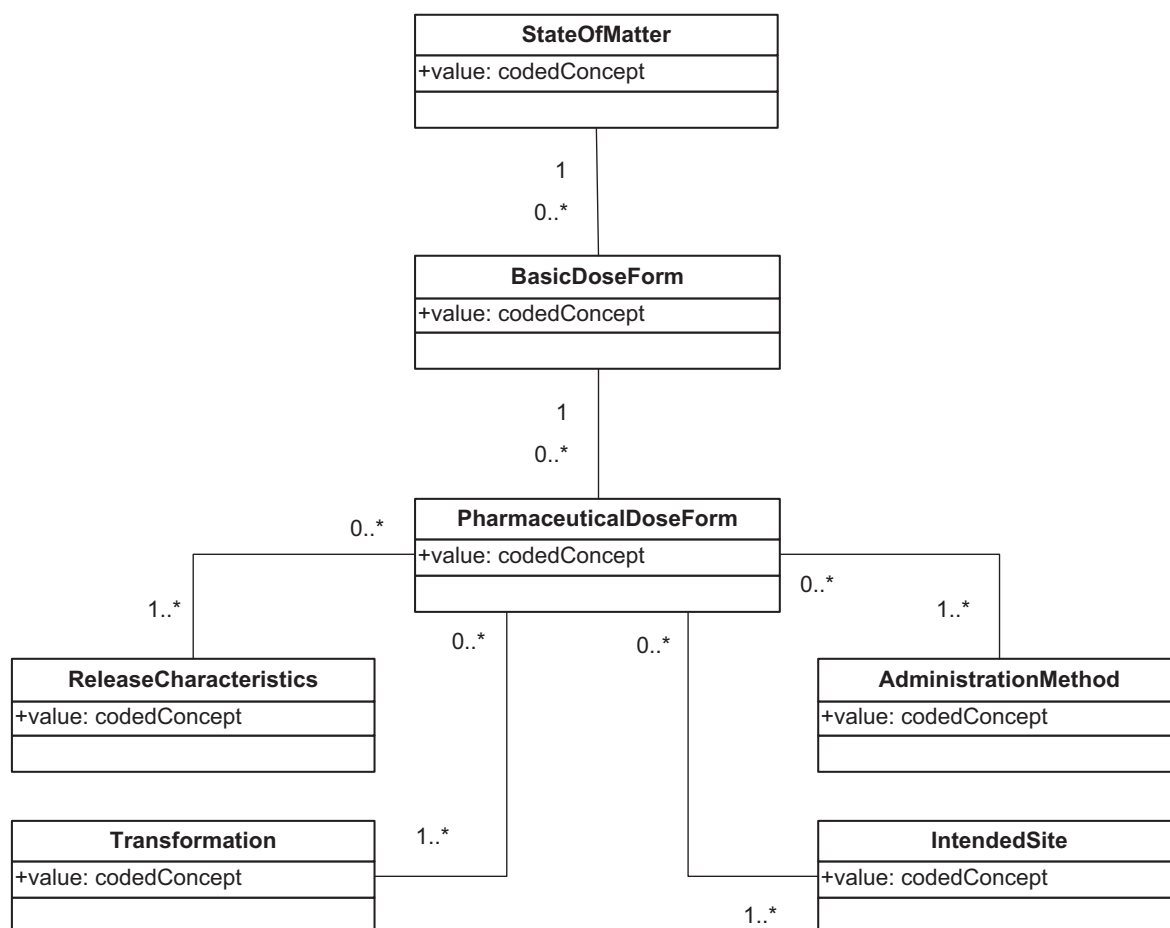 StateOfMatter
+value: codedConcept
1
0..*
BasicDoseForm
+value: codedConcept
1
0..*
PharmaceuticalDoseForm
+value: codedConcept
0..*
1..*
0..*
1..*
0..*
0..*
ReleaseCharacteristics
+value: codedConcept
AdministrationMethod
+value: codedConcept
Transformation
+value: codedConcept
1..*
IntendedSite
+value: codedConcept
1..*